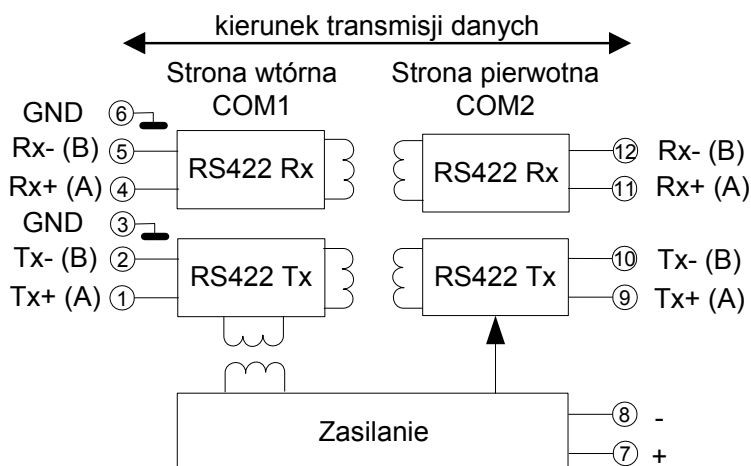 kierunek transmisji danych
Strona wtórna
COM1
Strona pierwotna
COM2
GND 6
Rx- (B) 5
Rx+ (A) 4
RS422 Rx
RS422 Rx
12 Rx- (B)
11 Rx+ (A)
GND 3
Tx- (B) 2
Tx+ (A) 1
RS422 Tx
RS422 Tx
10 Tx- (B)
9 Tx+ (A)
Zasilanie
8 -
7 +